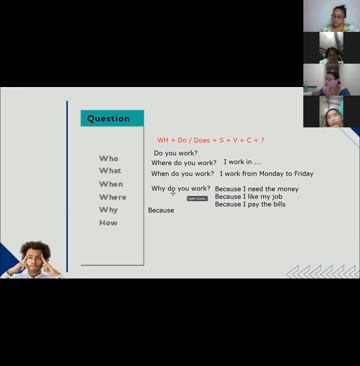 Question
WH + Do / Does + S + V + C + ?
Who
What
When
Where
Why
How
Do you work?
Where do you work? I work in ...
When do you work? I work from Monday to Friday
Why do you work? Because I need the money
Because I like my job
Because I pay the bills
Because